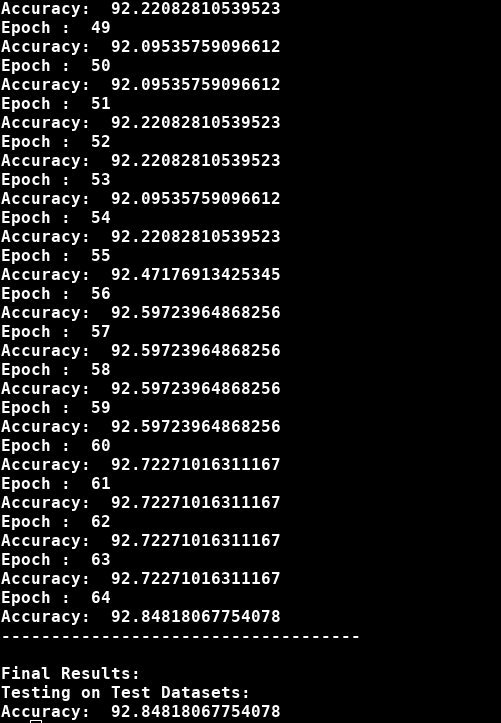 Accuracy:  92.22082810539523
Epoch :  49
Accuracy:  92.09535759096612
Epoch :  50
Accuracy:  92.09535759096612
Epoch :  51
Accuracy:  92.22082810539523
Epoch :  52
Accuracy:  92.22082810539523
Epoch :  53
Accuracy:  92.09535759096612
Epoch :  54
Accuracy:  92.22082810539523
Epoch :  55
Accuracy:  92.47176913425345
Epoch :  56
Accuracy:  92.59723964868256
Epoch :  57
Accuracy:  92.59723964868256
Epoch :  58
Accuracy:  92.59723964868256
Epoch :  59
Accuracy:  92.59723964868256
Epoch :  60
Accuracy:  92.72271016311167
Epoch :  61
Accuracy:  92.72271016311167
Epoch :  62
Accuracy:  92.72271016311167
Epoch :  63
Accuracy:  92.72271016311167
Epoch :  64
Accuracy:  92.84818067754078
------------------------------------
Final Results:
Testing on Test Datasets:
Accuracy:  92.84818067754078